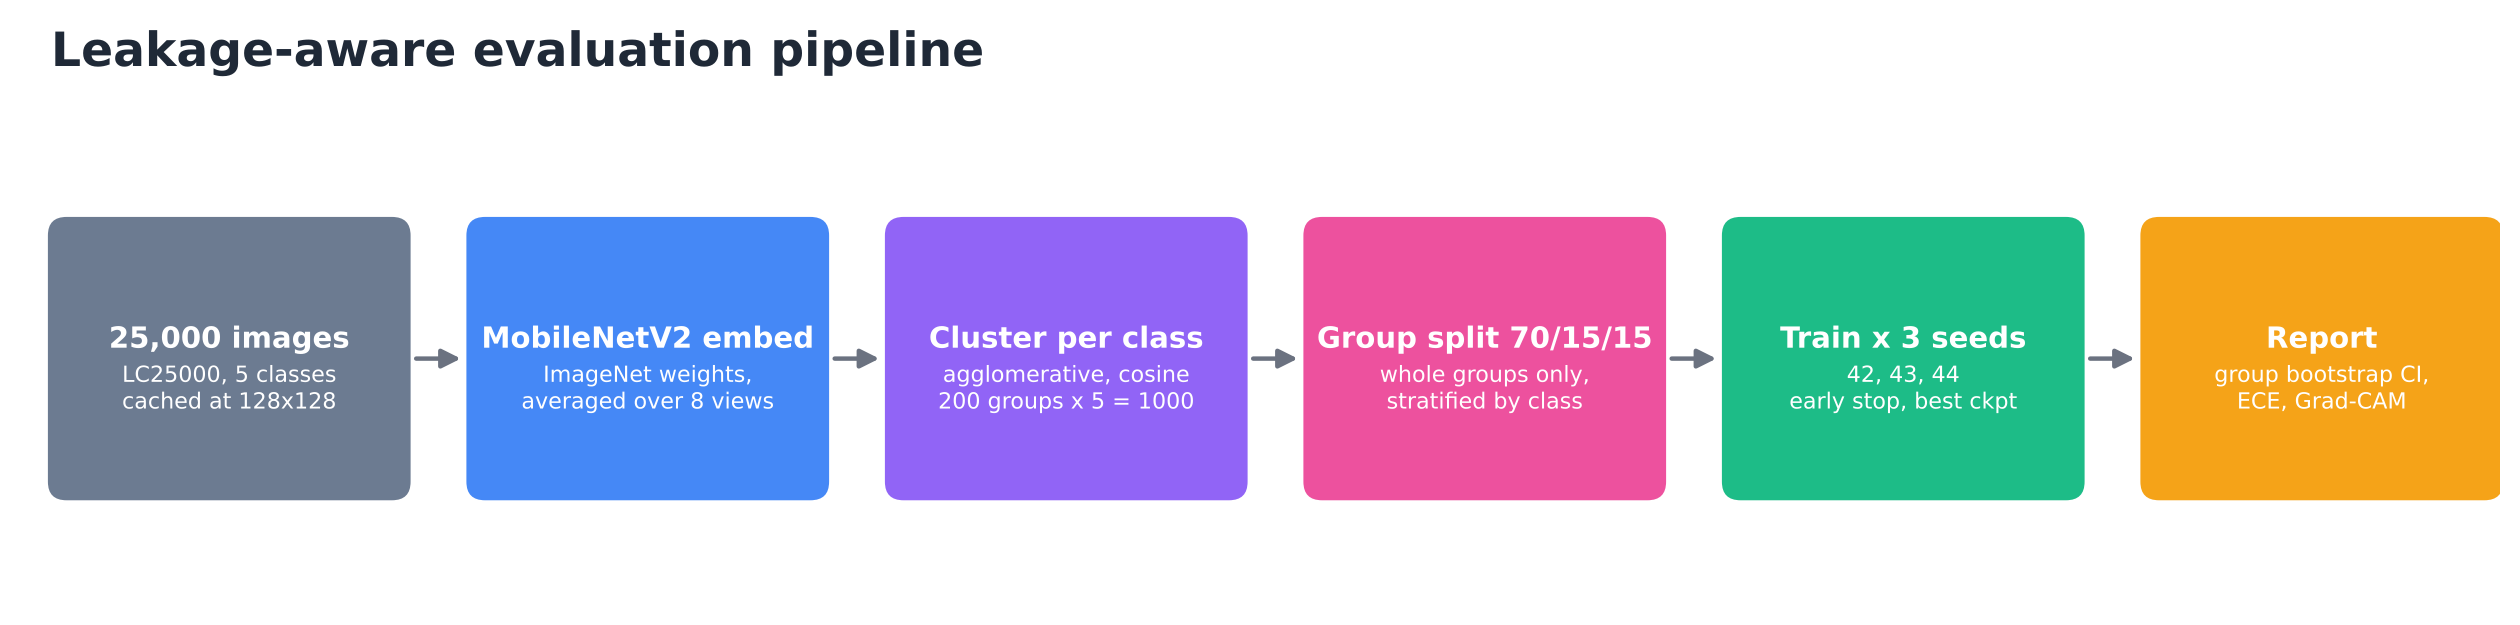 Leakage-aware evaluation pipeline
25,000 images
LC25000, 5 classes
cached at 128x128
MobileNetV2 embed
ImageNet weights,
averaged over 8 views
Cluster per class
agglomerative, cosine
200 groups x 5 = 1000
Group split 70/15/15
whole groups only,
stratified by class
Train x 3 seeds
42, 43, 44
early stop, best ckpt
Report
group bootstrap CI,
ECE, Grad-CAM